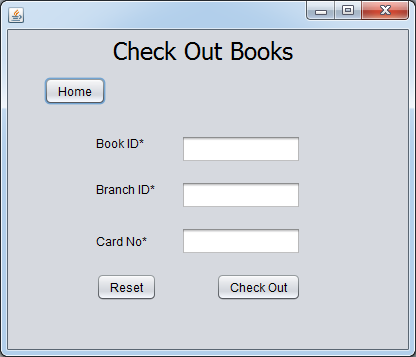 Check Out Books
Home
Book ID*
Branch ID*
Card No*
Reset Check Out